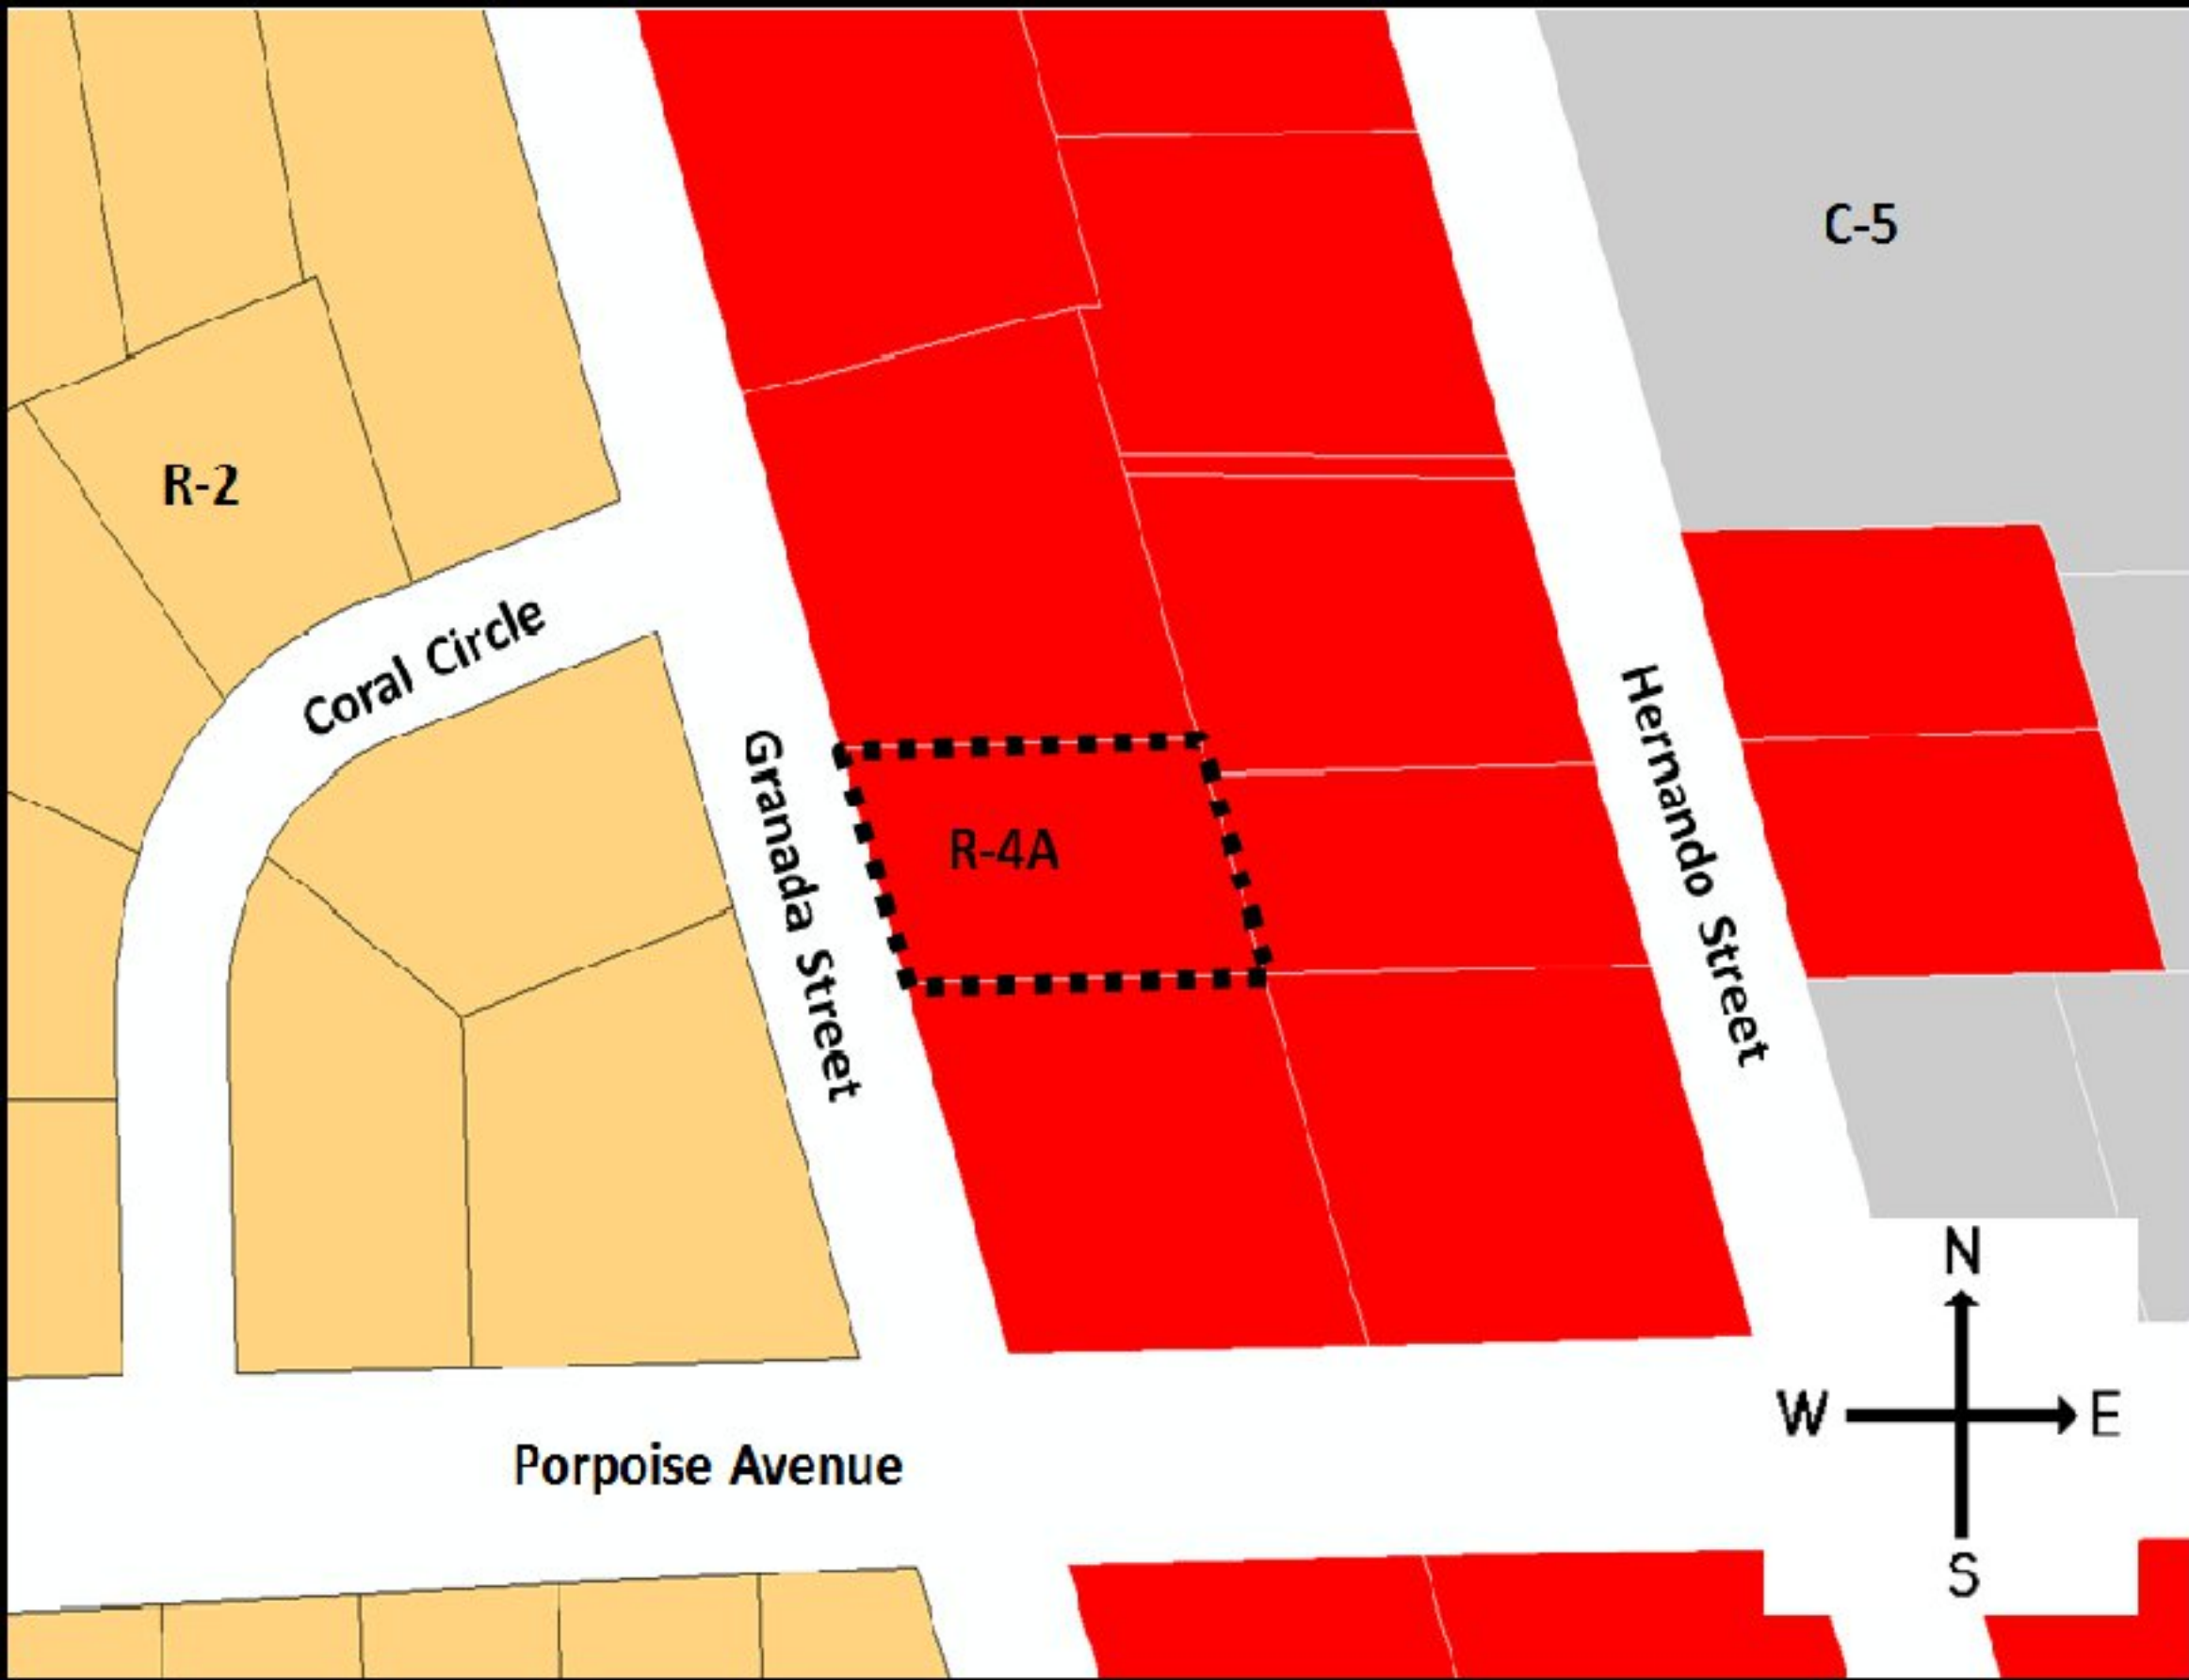 C-5
R-2
Coral Circle
Hernando Street
Granada Street
R-4A
N
W
E
Porpoise Avenue
S